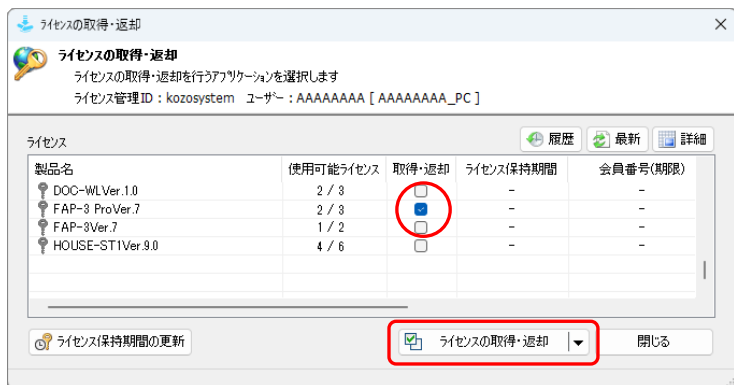 ライセンスの取得・返却
ライセンスの取得・返却
ライセンスの取得・返却を行うアプリケーションを選択します
ライセンス管理ID：kozosystem ユーザー：AAAAAAAA [ AAAAAAAA_PC ]
ライセンス 履歴 最新 詳細
製品名 使用可能ライセンス 取得・返却 ライセンス保持期間 会員番号(期限)
DOC-WLVer.1.0 2 / 3 - -
FAP-3 ProVer.7 2 / 3 - -
FAP-3Ver.7 1 / 2 - -
HOUSE-ST1Ver.9.0 4 / 6 - -
ライセンス保持期間の更新 ライセンスの取得・返却 閉じる